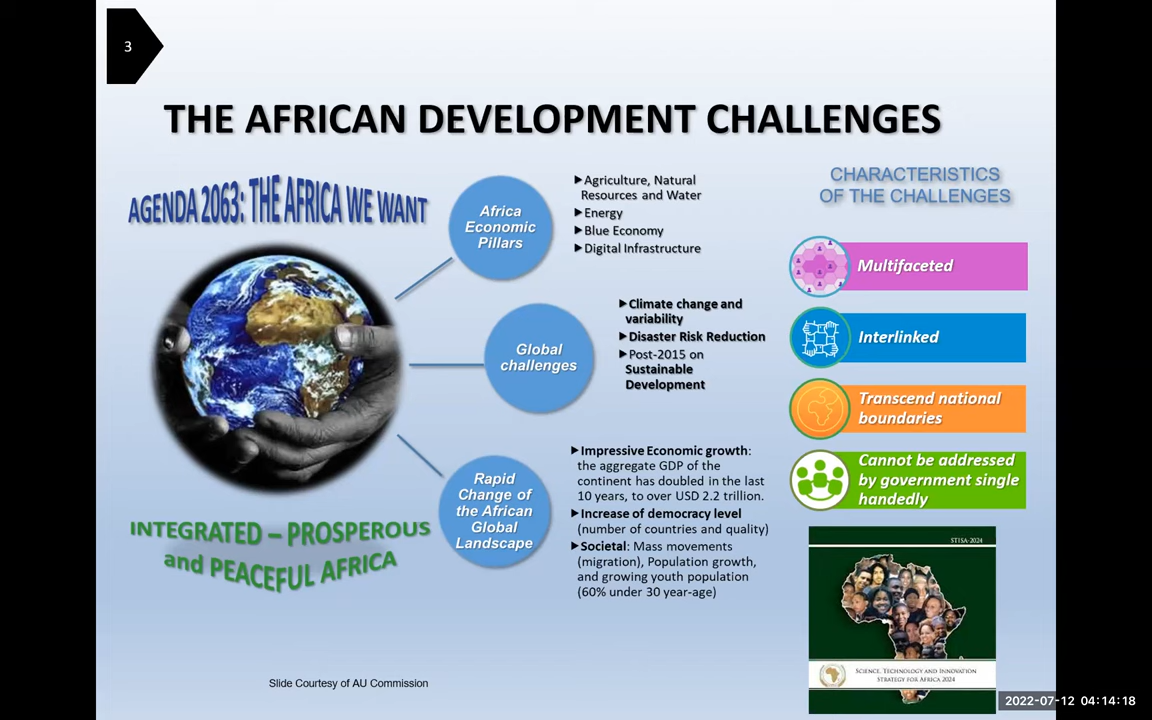 3
THE AFRICAN DEVELOPMENT CHALLENGES
AGENDA 2063: THE AFRICA WE WANT
INTEGRATED – PROSPEROUS
and PEACEFUL AFRICA
Africa
Economic
Pillars
Agriculture, Natural
Resources and Water
Energy
Blue Economy
Digital Infrastructure
Global
challenges
Climate change and
variability
Disaster Risk Reduction
Post-2015 on
Sustainable
Development
Rapid
Change of
the African
Global
Landscape
Impressive Economic growth:
the aggregate GDP of the
continent has doubled in the last
10 years, to over USD 2.2 trillion.
Increase of democracy level
(number of countries and quality)
Societal: Mass movements
(migration), Population growth,
and growing youth population
(60% under 30 year-age)
CHARACTERISTICS
OF THE CHALLENGES
Multifaceted
Interlinked
Transcend national
boundaries
Cannot be addressed
by government single
handedly
STISA-2024
SCIENCE, TECHNOLOGY AND INNOVATION
STRATEGY FOR AFRICA 2024
Slide Courtesy of AU Commission
2022-07-12 04:14:18